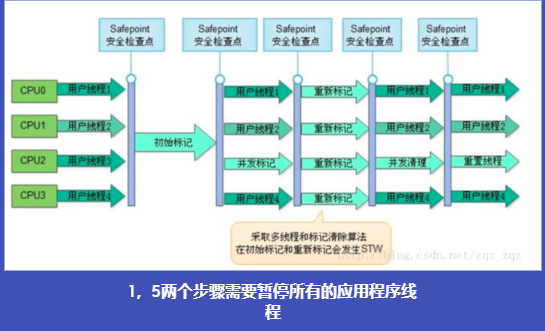 Safepoint
安全检查点
Safepoint
安全检查点
Safepoint
安全检查点
Safepoint
安全检查点
Safepoint
安全检查点
CPU0
用户线程1
用户线程1
重新标记
用户线程1
用户线程1
CPU1
用户线程2
用户线程2
重新标记
用户线程2
用户线程2
初始标记
CPU2
用户线程3
并发标记
重新标记
并发清理
重置线程
CPU3
用户线程4
用户线程4
重新标记
用户线程4
用户线程4
采取多线程和标记清除算法
在初始标记和重新标记会发生STW
http://blog.csdn.net/zqz_zqz
1，5两个步骤需要暂停所有的应用程序线
程